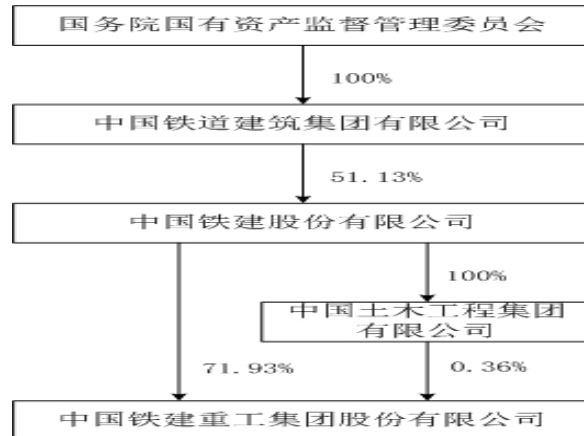 国务院国有资产监督管理委员会
100%
中国铁道建筑集团有限公司
51.13%
中国铁建股份有限公司
100%
中国土木工程集团
有限公司
71.93%
0.36%
中国铁建重工集团股份有限公司